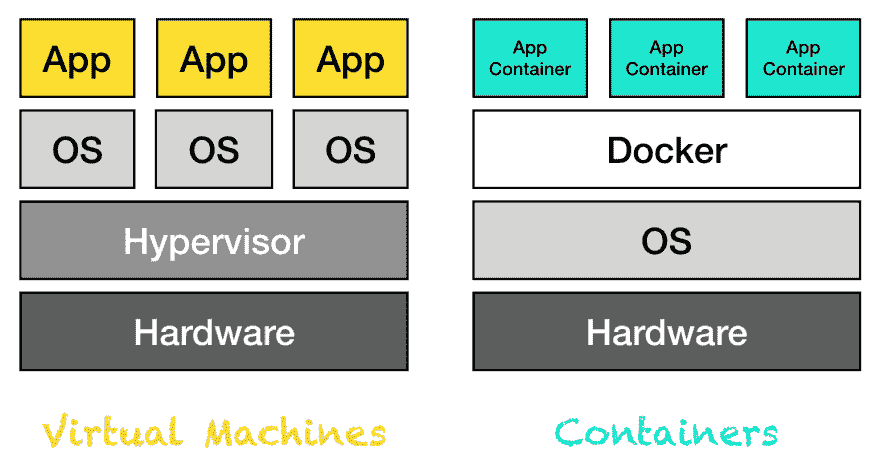 App App App
OS OS OS
Hypervisor
Hardware
Virtual Machines
App
Container
App
Container
App
Container
Docker
OS
Hardware
Containers